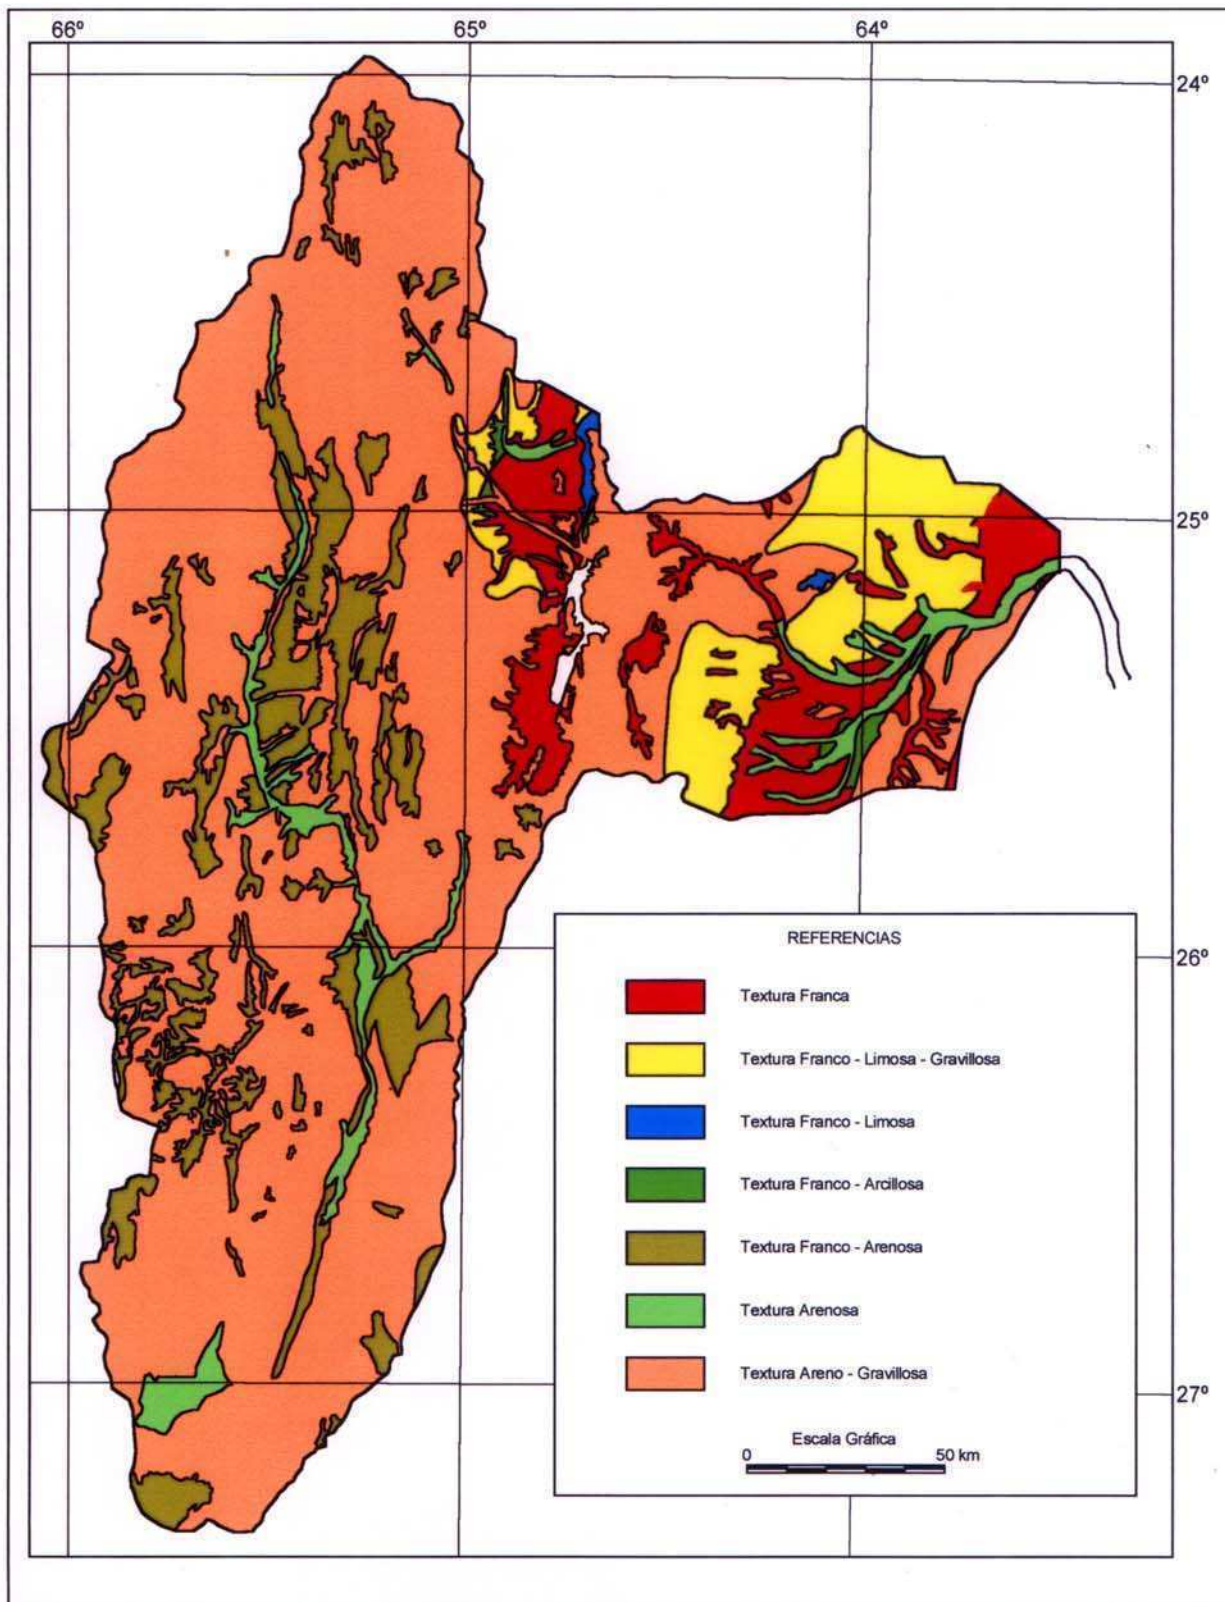 66º 65º 64º
24º
25º
26º
27º
REFERENCIAS
Textura Franca
Textura Franco - Limosa - Gravillosa
Textura Franco - Limosa
Textura Franco - Arcillosa
Textura Franco - Arenosa
Textura Arenosa
Textura Areno - Gravillosa
Escala Gráfica
0 50 km